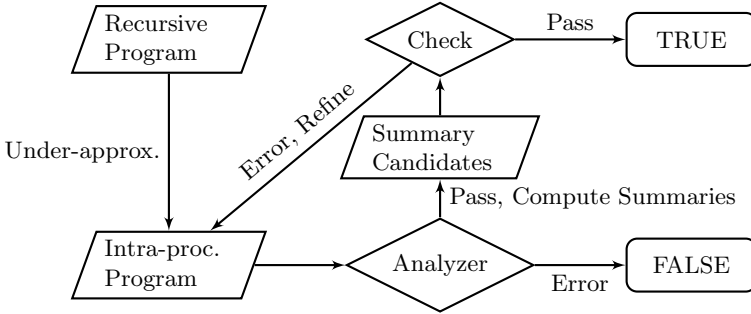 Recursive
Program
Check
Pass
TRUE
Under-approx.
Error, Refine
Summary
Candidates
Pass, Compute Summaries
Intra-proc.
Program
Analyzer
Error
FALSE